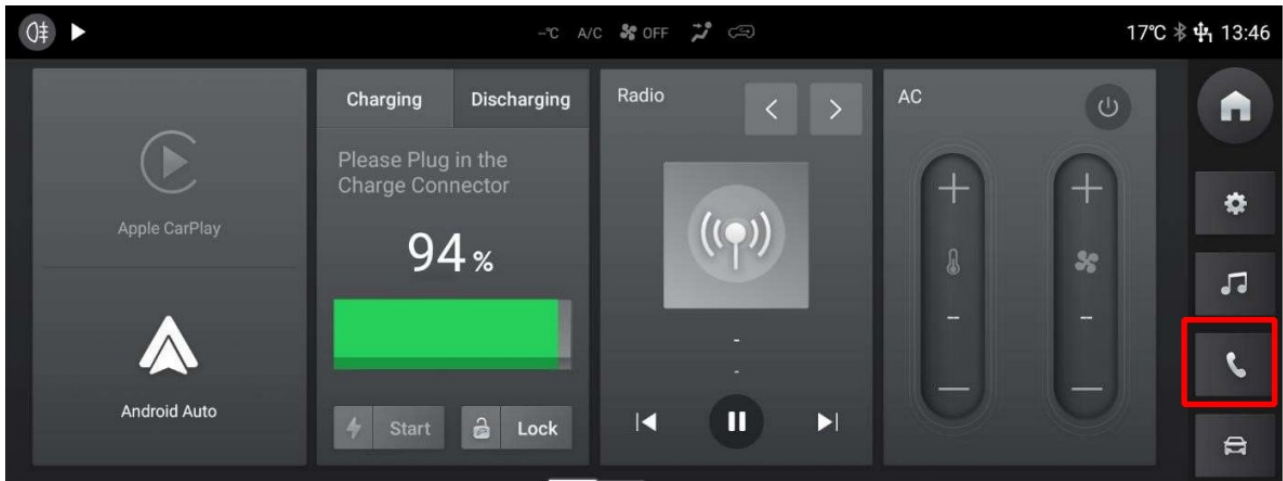 --℃ A/C OFF
17℃ 13:46
Apple CarPlay
Android Auto
Charging Discharging
Please Plug in the
Charge Connector
94 %
Start Lock
Radio
-
-
AC
-- --